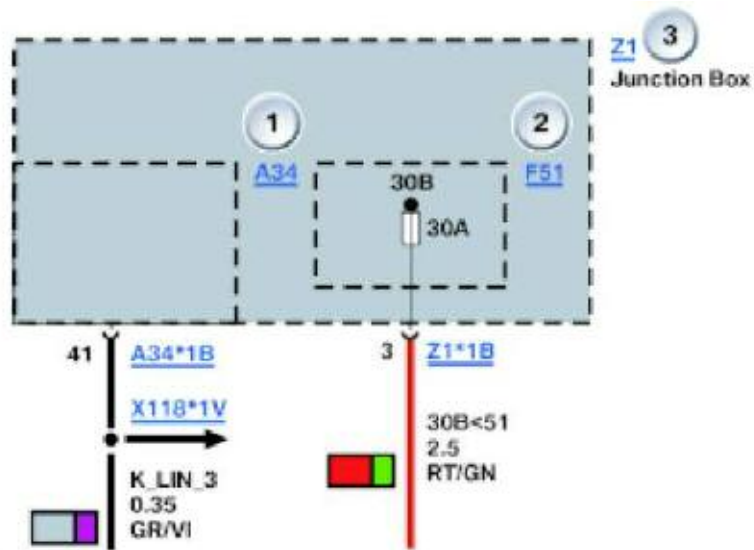 Z1
3
Junction Box
1
2
A34
F51
30B
30A
41
A34*1B
3
Z1*1B
X118*1V
30B<51
2.5
RT/GN
K_LIN_3
0.35
GR/VI